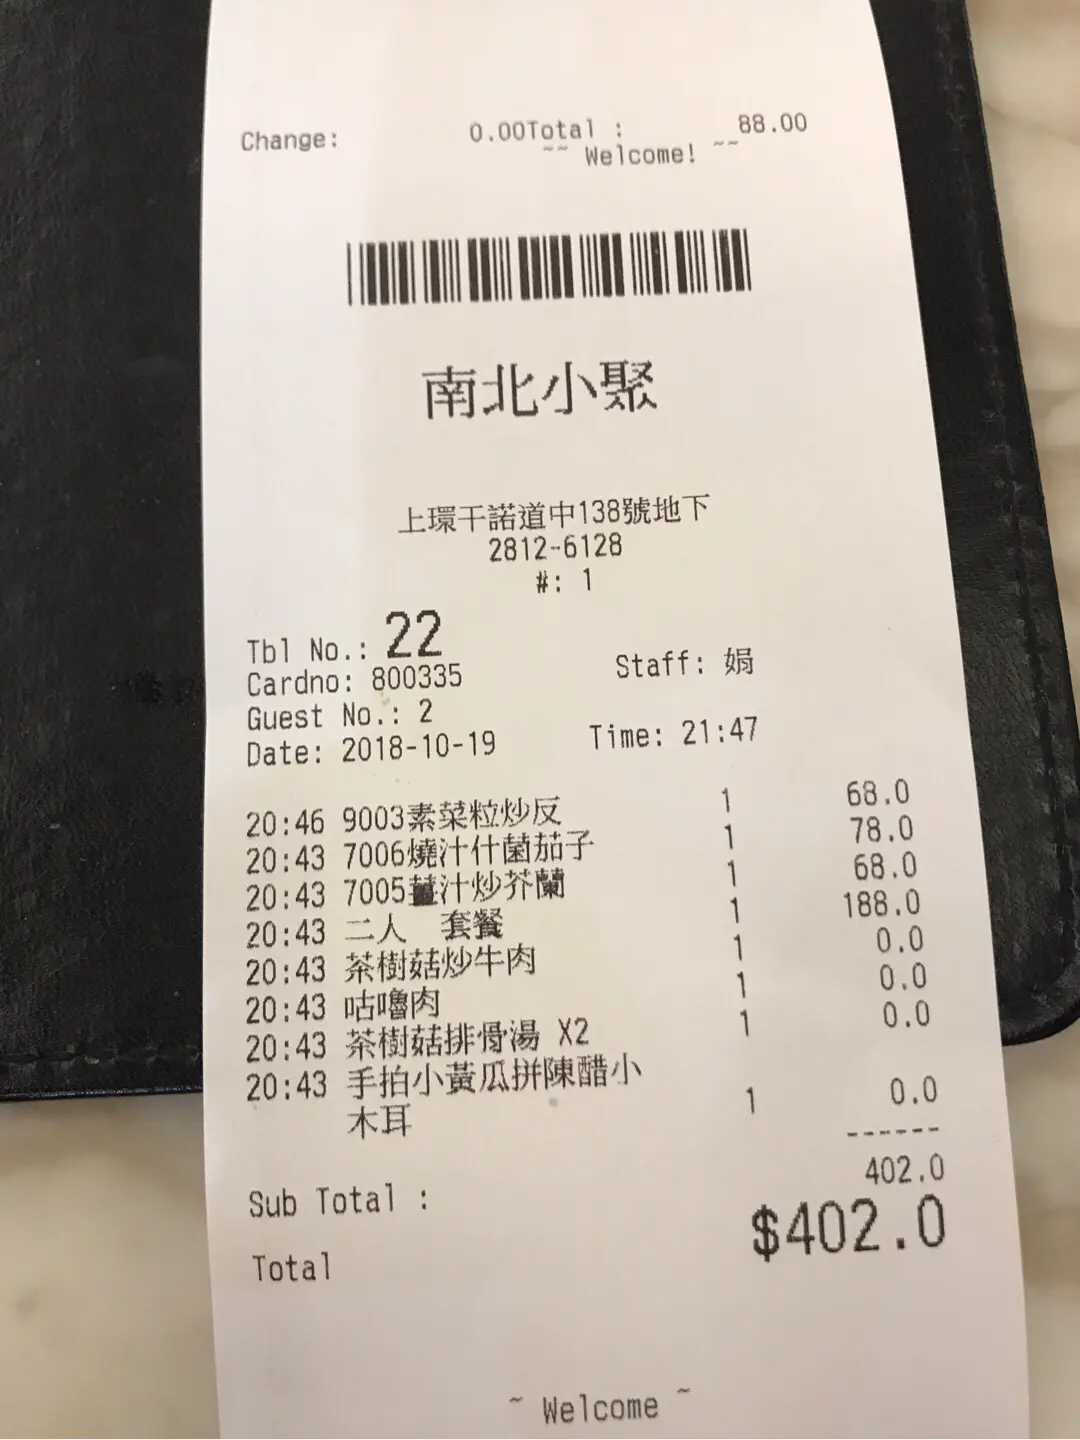 Change: 0.00Total : 88.00
~~ Welcome! ~~
南北小聚
上環干諾道中138號地下
2812-6128
#: 1
Tbl No.: 22
Cardno: 800335 Staff: 娟
Guest No.: 2
Date: 2018-10-19 Time: 21:47
20:46 9003素菜粒炒反 1 68.0
20:43 7006燒汁什菌茄子 1 78.0
20:43 7005薑汁炒芥蘭 1 68.0
20:43 二人 套餐 1 188.0
20:43 茶樹菇炒牛肉 1 0.0
20:43 咕嚕肉 1 0.0
20:43 茶樹菇排骨湯 X2 1 0.0
20:43 手拍小黃瓜拼陳醋小
木耳 1 0.0
------
Sub Total : 402.0
Total $402.0
~ Welcome ~